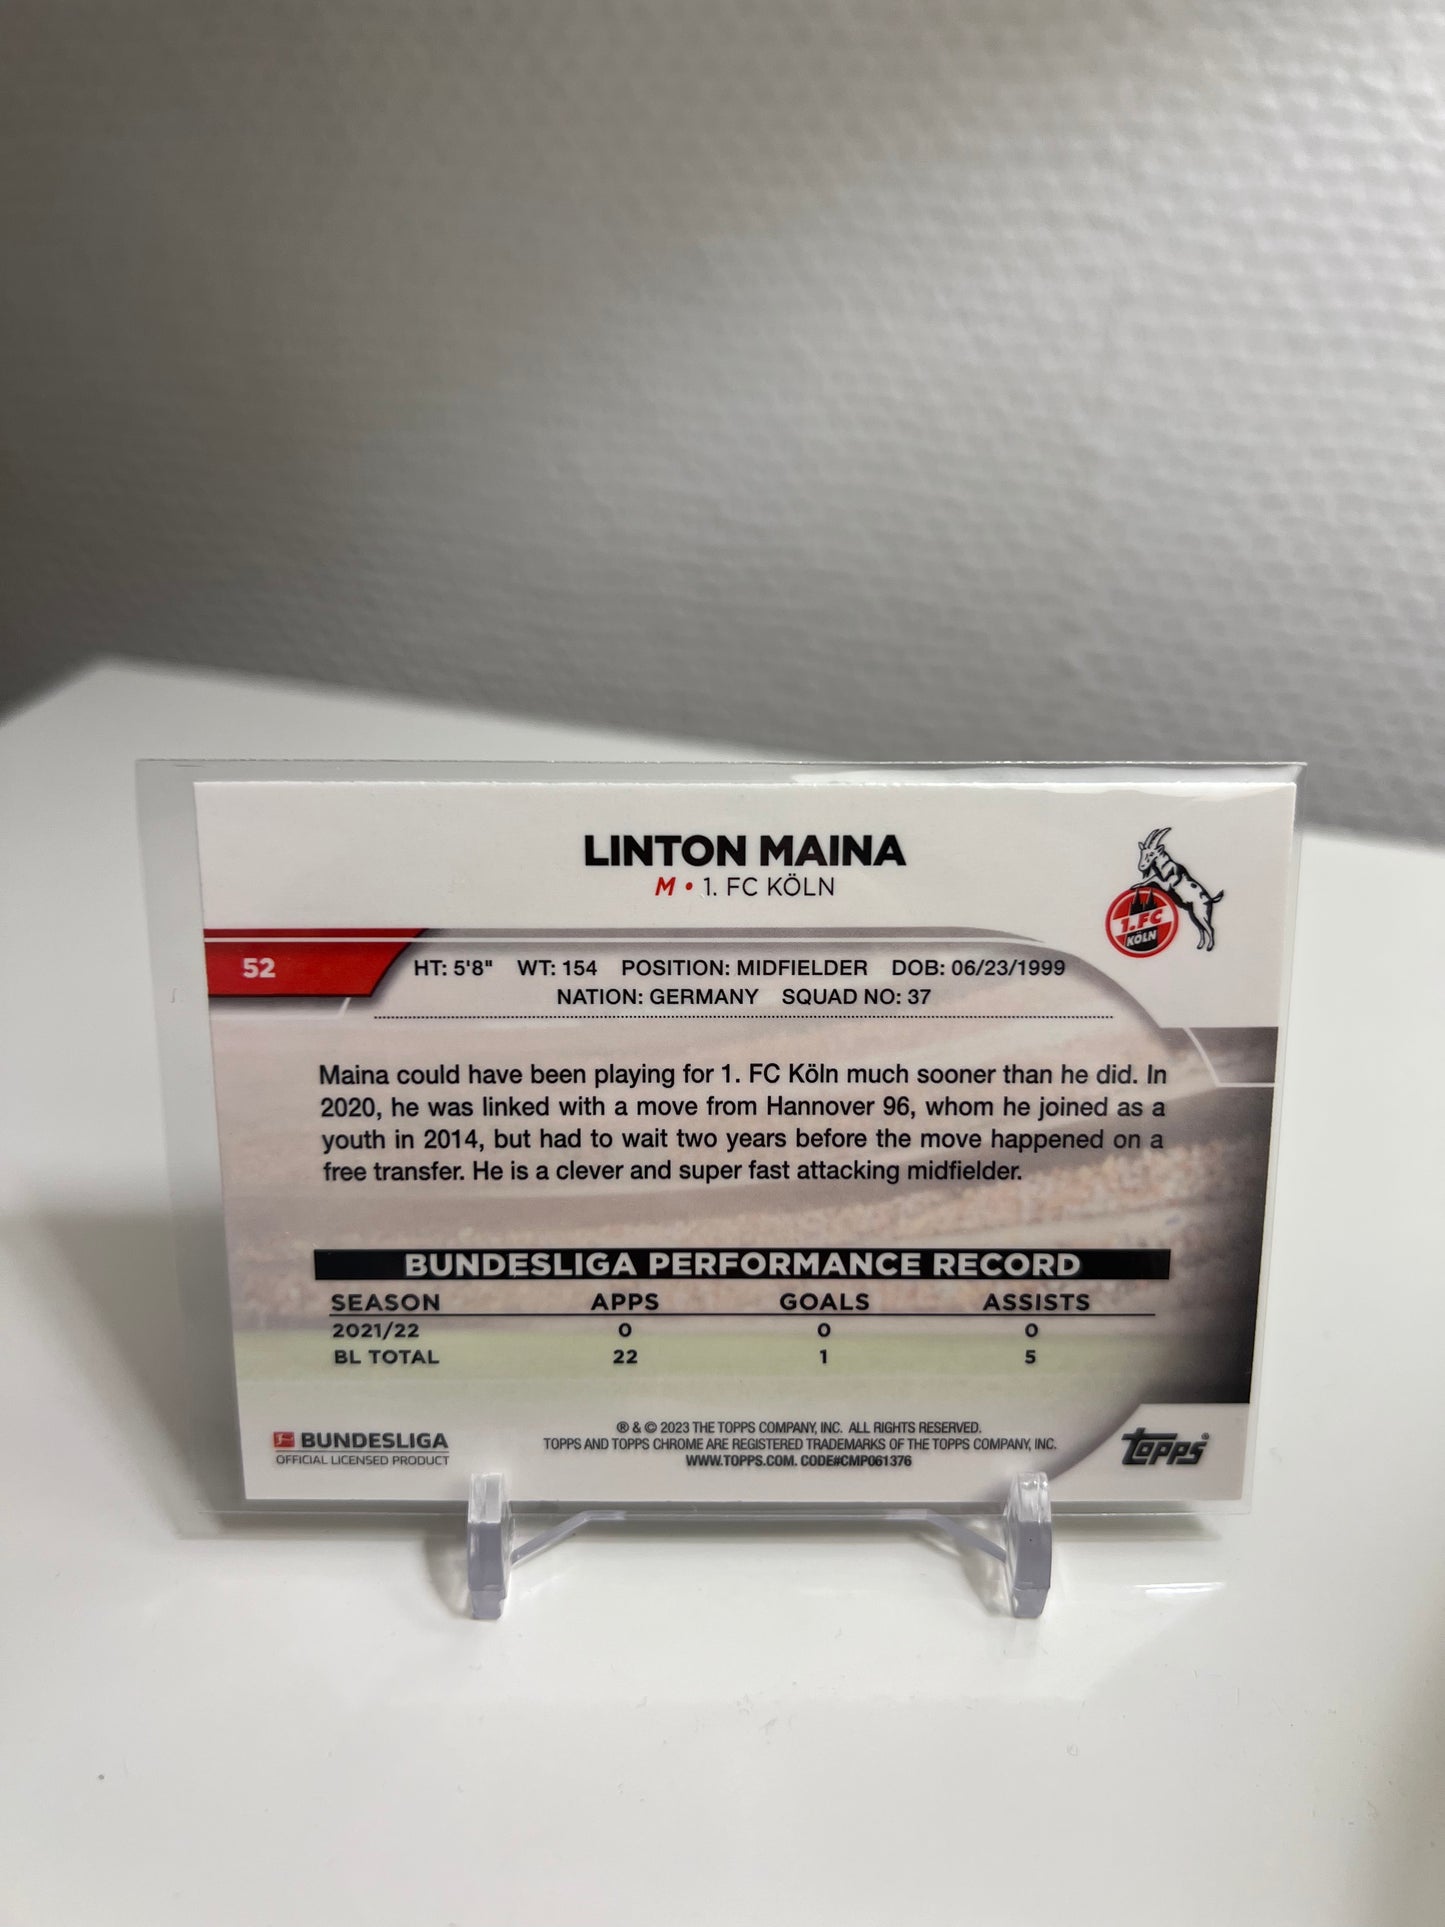 LINTON MAINA
M • 1. FC KÖLN
1.FC
KÖLN
52
HT: 5'8" WT: 154 POSITION: MIDFIELDER DOB: 06/23/1999
NATION: GERMANY SQUAD NO: 37
Maina could have been playing for 1. FC Köln much sooner than he did. In
2020, he was linked with a move from Hannover 96, whom he joined as a
youth in 2014, but had to wait two years before the move happened on a
free transfer. He is a clever and super fast attacking midfielder.
BUNDESLIGA PERFORMANCE RECORD
SEASON APPS GOALS ASSISTS
2021/22 0 0 0
BL TOTAL 22 1 5
BUNDESLIGA
OFFICIAL LICENSED PRODUCT
® & © 2023 THE TOPPS COMPANY, INC. ALL RIGHTS RESERVED.
TOPPS AND TOPPS CHROME ARE REGISTERED TRADEMARKS OF THE TOPPS COMPANY, INC.
WWW.TOPPS.COM. CODE#CMP061376
topps®